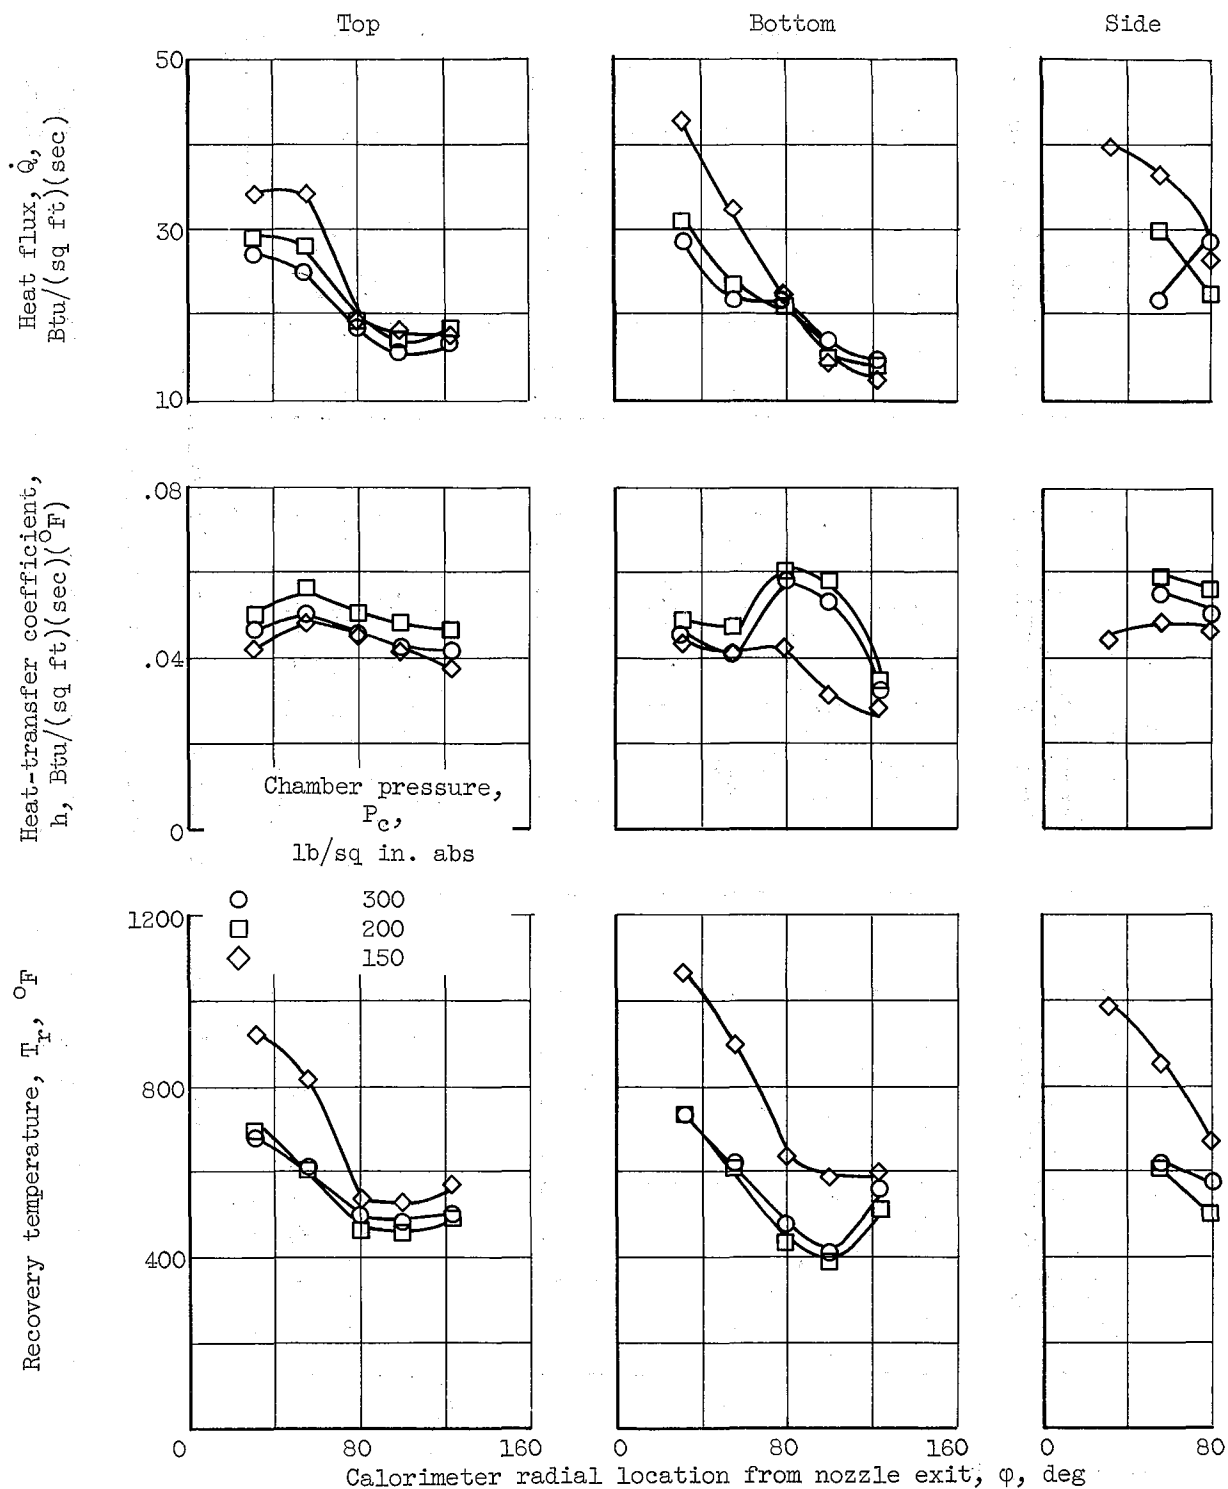 Top
Bottom
Side
Heat flux, Q̇,
Btu/(sq ft)(sec)
50
30
10
Heat-transfer coefficient,
h, Btu/(sq ft)(sec)(°F)
.08
.04
0
Chamber pressure,
Pc,
lb/sq in. abs
300
200
150
Recovery temperature, Tr, °F
1200
800
400
0 80 160 0 80 160 0 80
Calorimeter radial location from nozzle exit, φ, deg